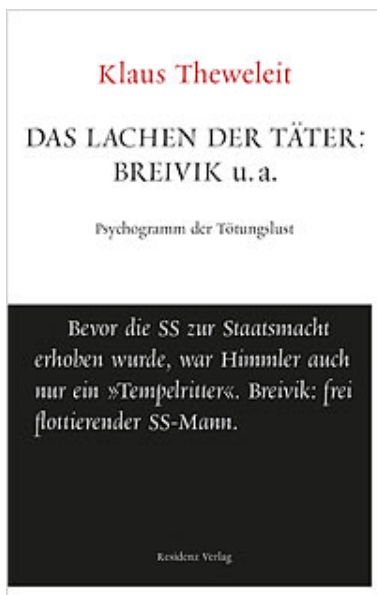 Klaus Theweleit
DAS LACHEN DER TÄTER:
BREIVIK u. a.
Psychogramm der Tötungslust
Bevor die SS zur Staatsmacht
erhoben wurde, war Himmler auch
nur ein »Tempelritter«. Breivik: frei
flottierender SS-Mann.
Residenz Verlag